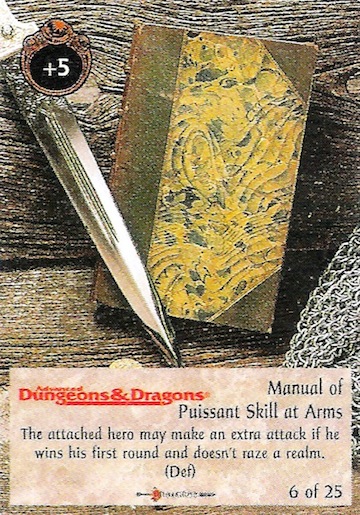 +5
Advanced
Dungeons & Dragons®
Manual of
Puissant Skill at Arms
The attached hero may make an extra attack if he
wins his first round and doesn't raze a realm.
(Def)
6 of 25